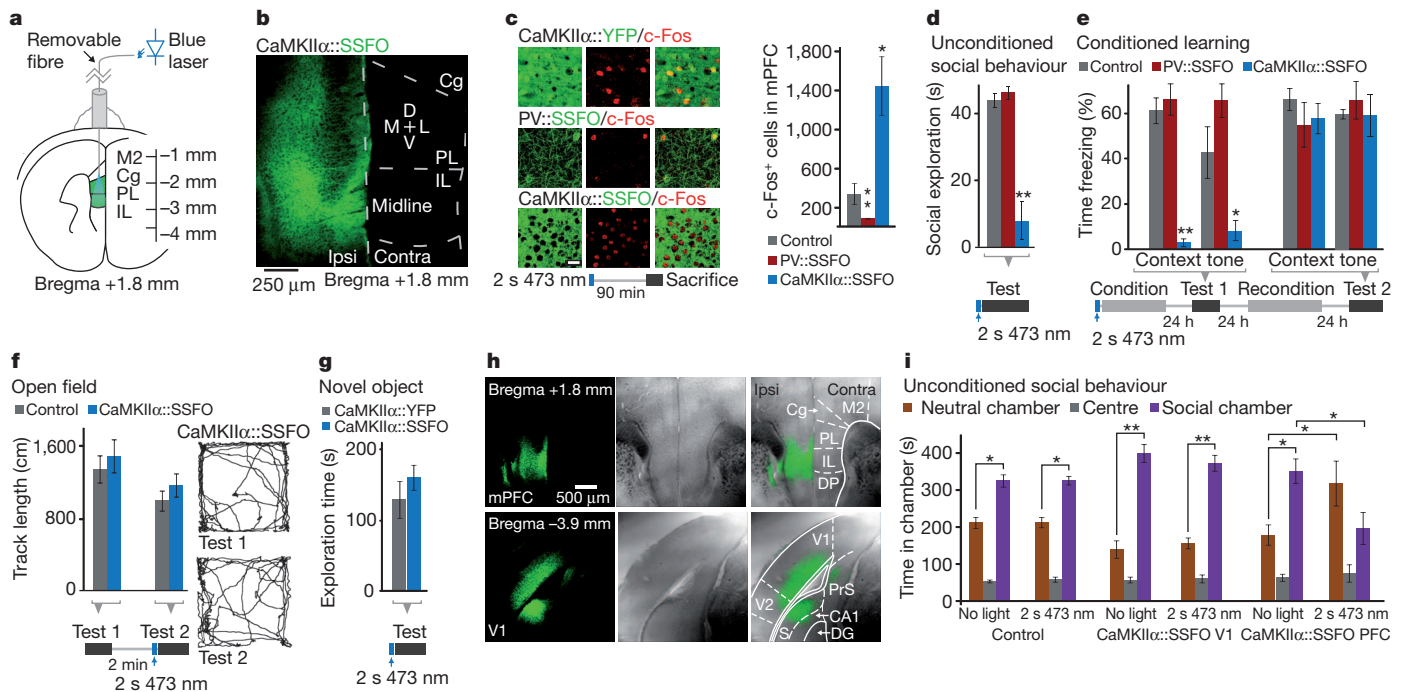 a
Removable fibre
Blue laser
M2
Cg
PL
IL
–1 mm
–2 mm
–3 mm
–4 mm
Bregma +1.8 mm
b
CaMKIIα::SSFO
Cg
D
M + L
V
PL
IL
Midline
Ipsi
Contra
250 μm
Bregma +1.8 mm
c
CaMKIIα::YFP/c-Fos
PV::SSFO/c-Fos
CaMKIIα::SSFO/c-Fos
2 s 473 nm
90 min
Sacrifice
c-Fos+ cells in mPFC
1,800
1,400
1,000
600
200
*
*
*
Control
PV::SSFO
CaMKIIα::SSFO
d
Unconditioned social behaviour
Social exploration (s)
40
20
0
**
Test
2 s 473 nm
e
Conditioned learning
Control
PV::SSFO
CaMKIIα::SSFO
Time freezing (%)
60
40
20
0
**
*
Context tone
Context tone
Condition
Test 1
Recondition
Test 2
24 h
24 h
24 h
2 s 473 nm
f
Open field
Control
CaMKIIα::SSFO
Track length (cm)
1,600
800
0
CaMKIIα::SSFO
Test 1
Test 2
Test 1
Test 2
2 min
2 s 473 nm
g
Novel object
CaMKIIα::YFP
CaMKIIα::SSFO
Exploration time (s)
200
100
0
Test
2 s 473 nm
h
Bregma +1.8 mm
mPFC
500 μm
Ipsi
Contra
Cg
M2
PL
IL
DP
Bregma –3.9 mm
V1
V1
V2
PrS
S
CA1
DG
i
Unconditioned social behaviour
Neutral chamber
Centre
Social chamber
Time in chamber (s)
400
300
200
100
0
*
*
**
**
*
*
*
No light
2 s 473 nm
No light
2 s 473 nm
No light
2 s 473 nm
Control
CaMKIIα::SSFO V1
CaMKIIα::SSFO PFC